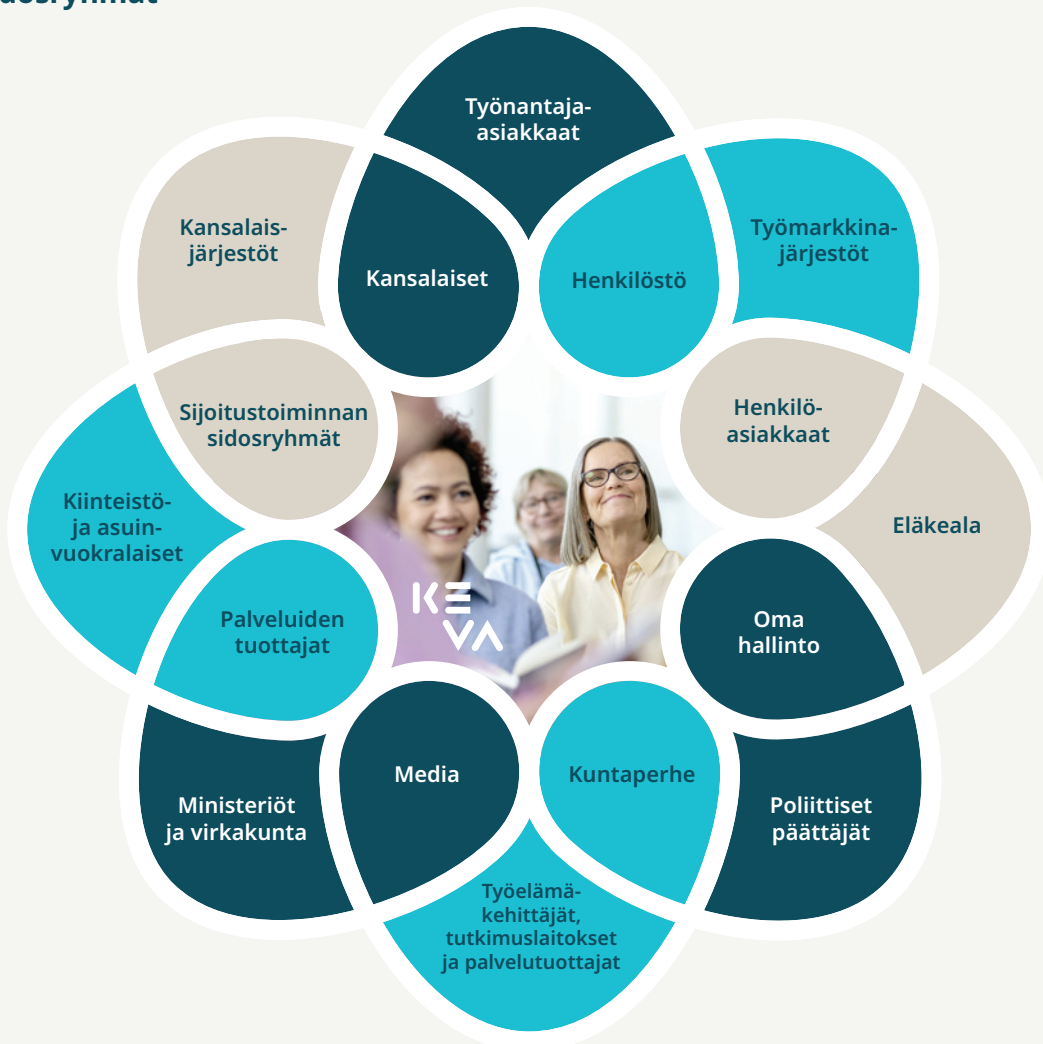 Työnantaja-
asiakkaat
Kansalais-
järjestöt
Työmarkkina-
järjestöt
Kansalaiset
Henkilöstö
Sijoitustoiminnan
sidosryhmät
Henkilö-
asiakkaat
Kiinteistö-
ja asuin-
vuokralaiset
Eläkeala
Palveluiden
tuottajat
KE
VA
Oma
hallinto
Media
Kuntaperhe
Ministeriöt
ja virkakunta
Poliittiset
päättäjät
Työelämä-
kehittäjät,
tutkimuslaitokset
ja palvelutuottajat